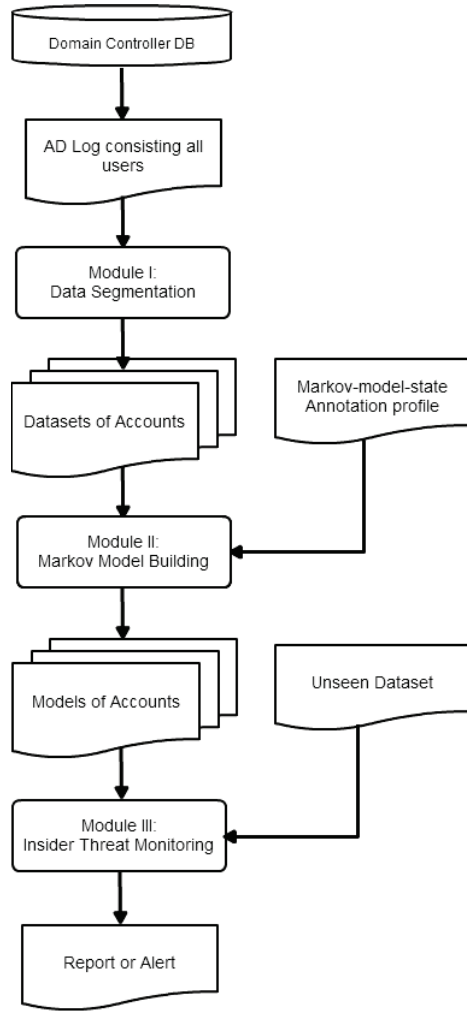 Domain Controller DB
AD Log consisting all
users
Module I:
Data Segmentation
Datasets of Accounts
Markov-model-state
Annotation profile
Module II:
Markov Model Building
Models of Accounts
Unseen Dataset
Module III:
Insider Threat Monitoring
Report or Alert